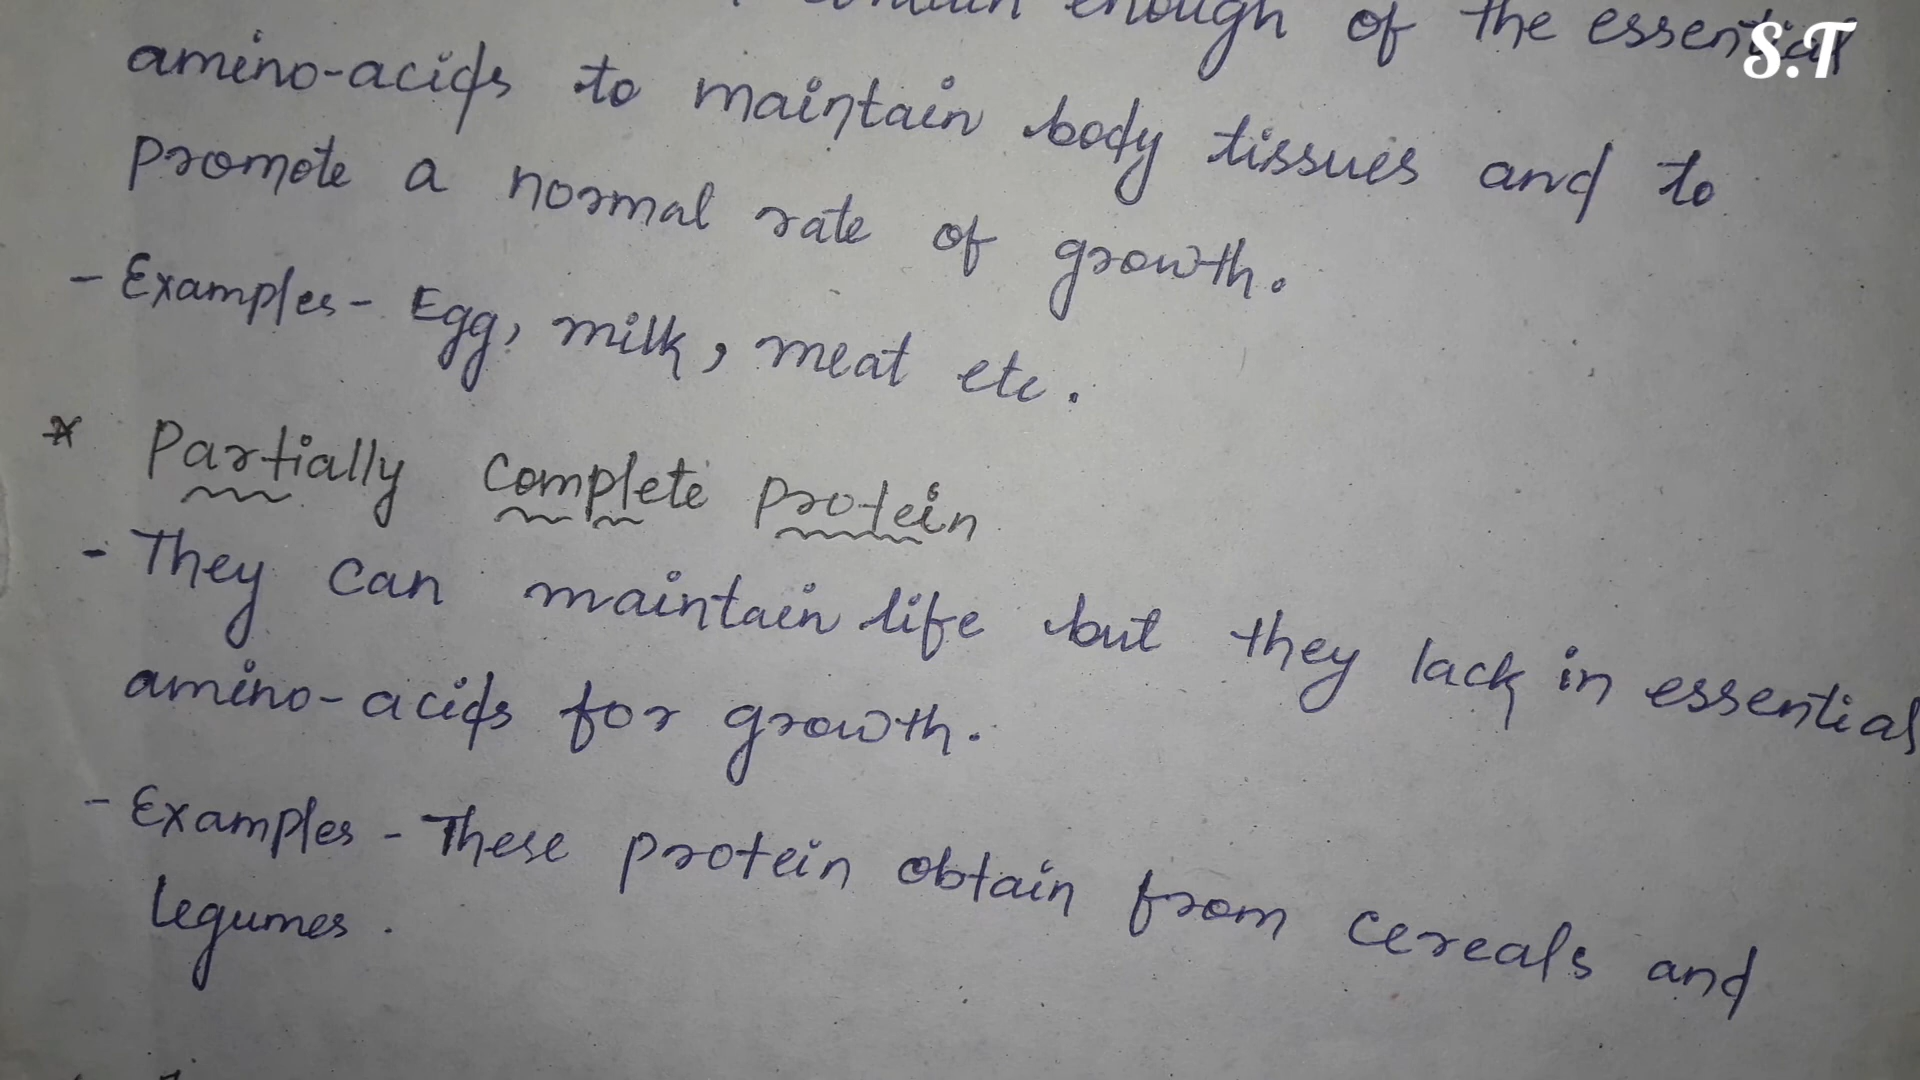 contain enough of the essential
S.T
amino-acids to maintain body tissues and to
promote a normal rate of growth.
- Examples - Egg, milk, meat etc.
* Partially complete protein
- They can maintain life but they lack in essential
amino-acids for growth.
- Examples - These protein obtain from cereals and
legumes.